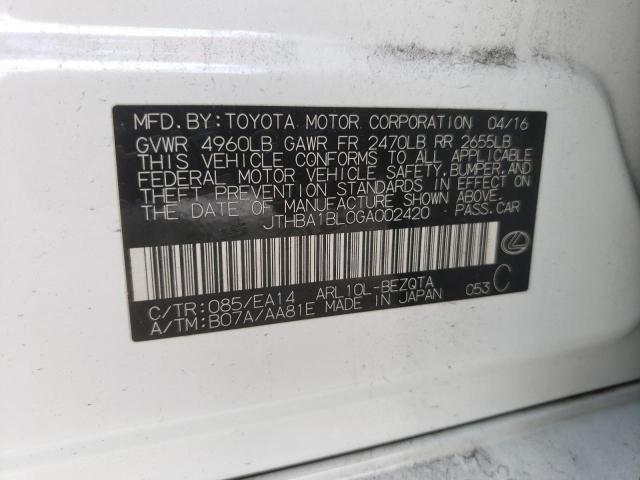 MFD.BY:TOYOTA MOTOR CORPORATION 04/16
GVWR 4960LB GAWR FR 2470LB RR 2655LB
THIS VEHICLE CONFORMS TO ALL APPLICABLE
FEDERAL MOTOR VEHICLE SAFETY,BUMPER,AND
THEFT PREVENTION STANDARDS IN EFFECT ON
THE DATE OF MANUFACTURE SHOWN ABOVE.
JTHBA1BL0GA002420 PASS.CAR
C/TR:085/EA14 ARL10L-BEZQTA 053 C
A/TM:B07A/AA81E MADE IN JAPAN